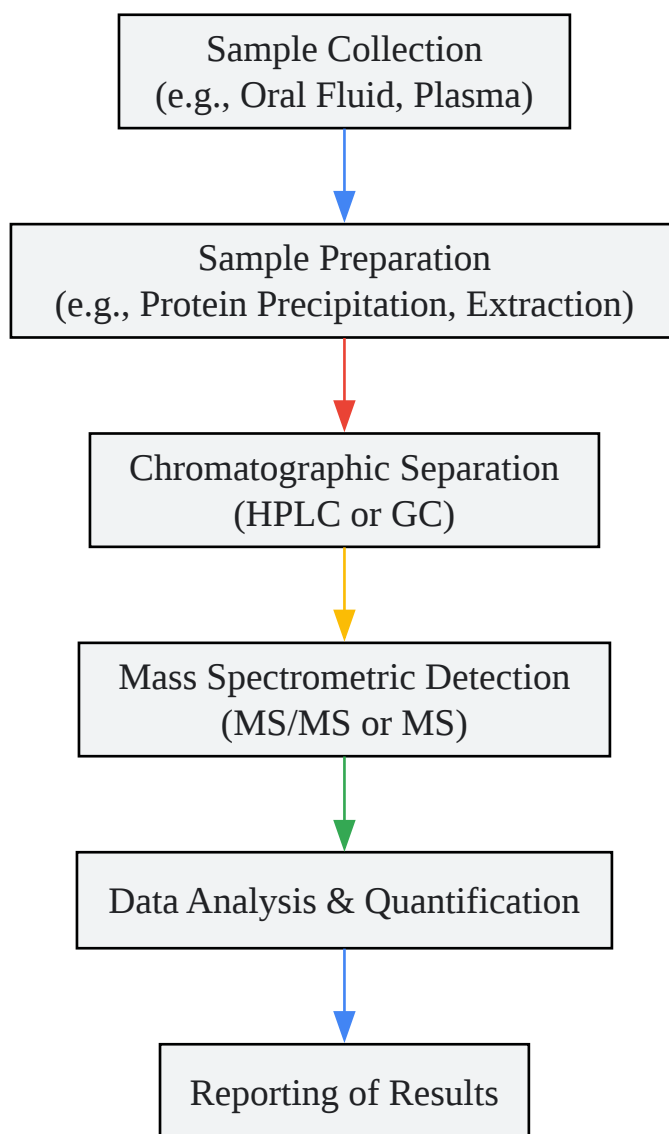 Sample Collection
(e.g., Oral Fluid, Plasma)
Sample Preparation
(e.g., Protein Precipitation, Extraction)
Chromatographic Separation
(HPLC or GC)
Mass Spectrometric Detection
(MS/MS or MS)
Data Analysis & Quantification
Reporting of Results